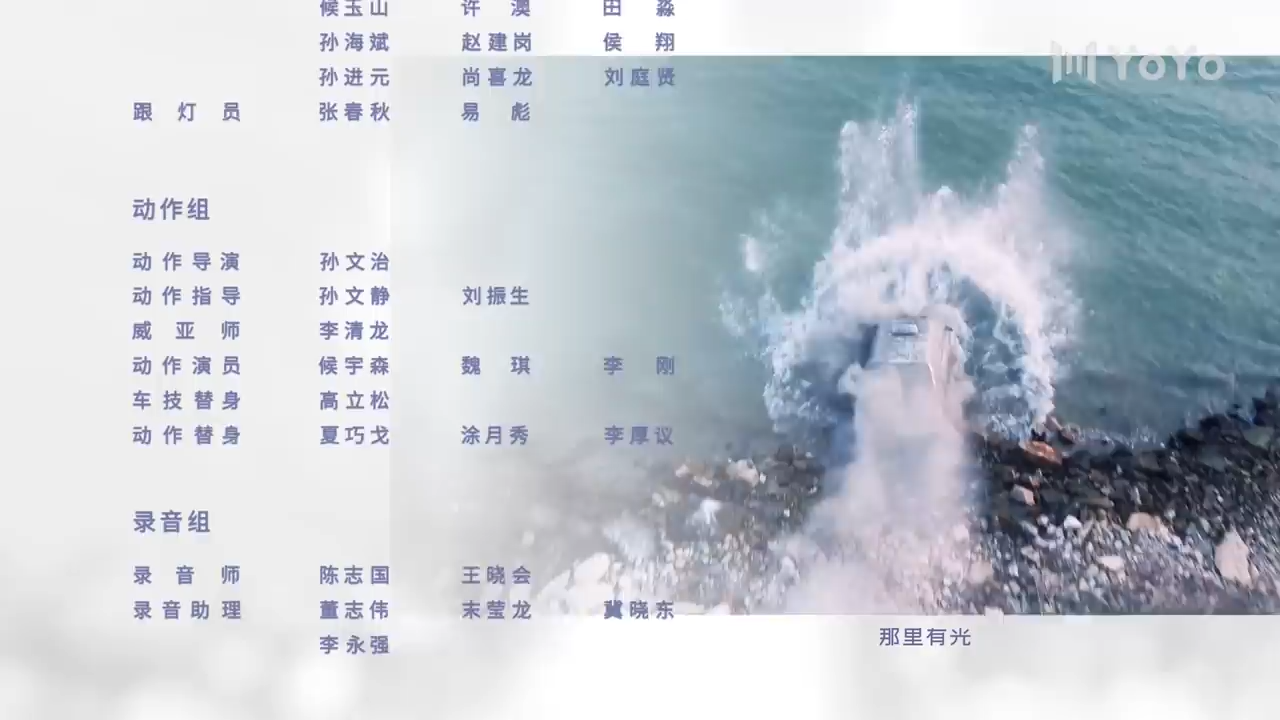 候玉山 许澳 田淼
孙海斌 赵建岗 侯翔
孙进元 尚喜龙 刘庭贤
跟灯员 张春秋 易彪
动作组
动作导演 孙文治
动作指导 孙文静 刘振生
威亚师 李清龙
动作演员 候宇森 魏琪 李刚
车技替身 高立松
动作替身 夏巧戈 涂月秀 李厚议
录音组
录音师 陈志国 王晓会
录音助理 董志伟 末莹龙 冀晓东
李永强
YOYO
那里有光